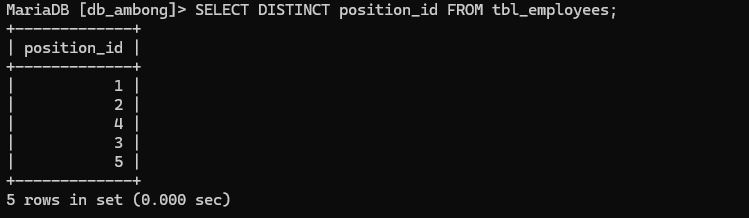 MariaDB [db_ambong]> SELECT DISTINCT position_id FROM tbl_employees;
+-------------+
| position_id |
+-------------+
|           1 |
|           2 |
|           4 |
|           3 |
|           5 |
+-------------+
5 rows in set (0.000 sec)